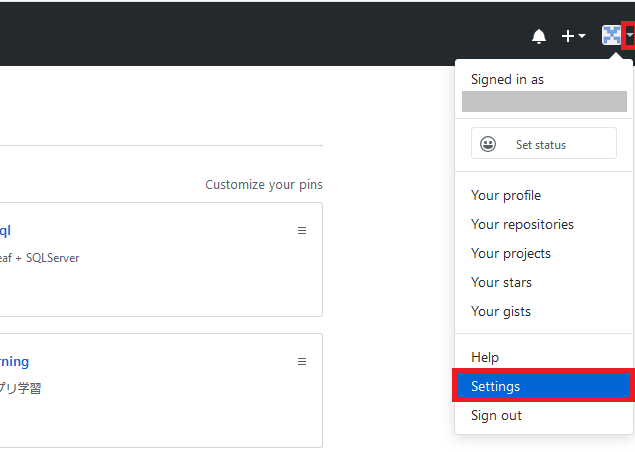 Signed in as
Set status
Customize your pins
Your profile
Your repositories
Your projects
Your stars
Your gists
ql
eaf + SQLServer
Help
Settings
Sign out
rning
プリ学習